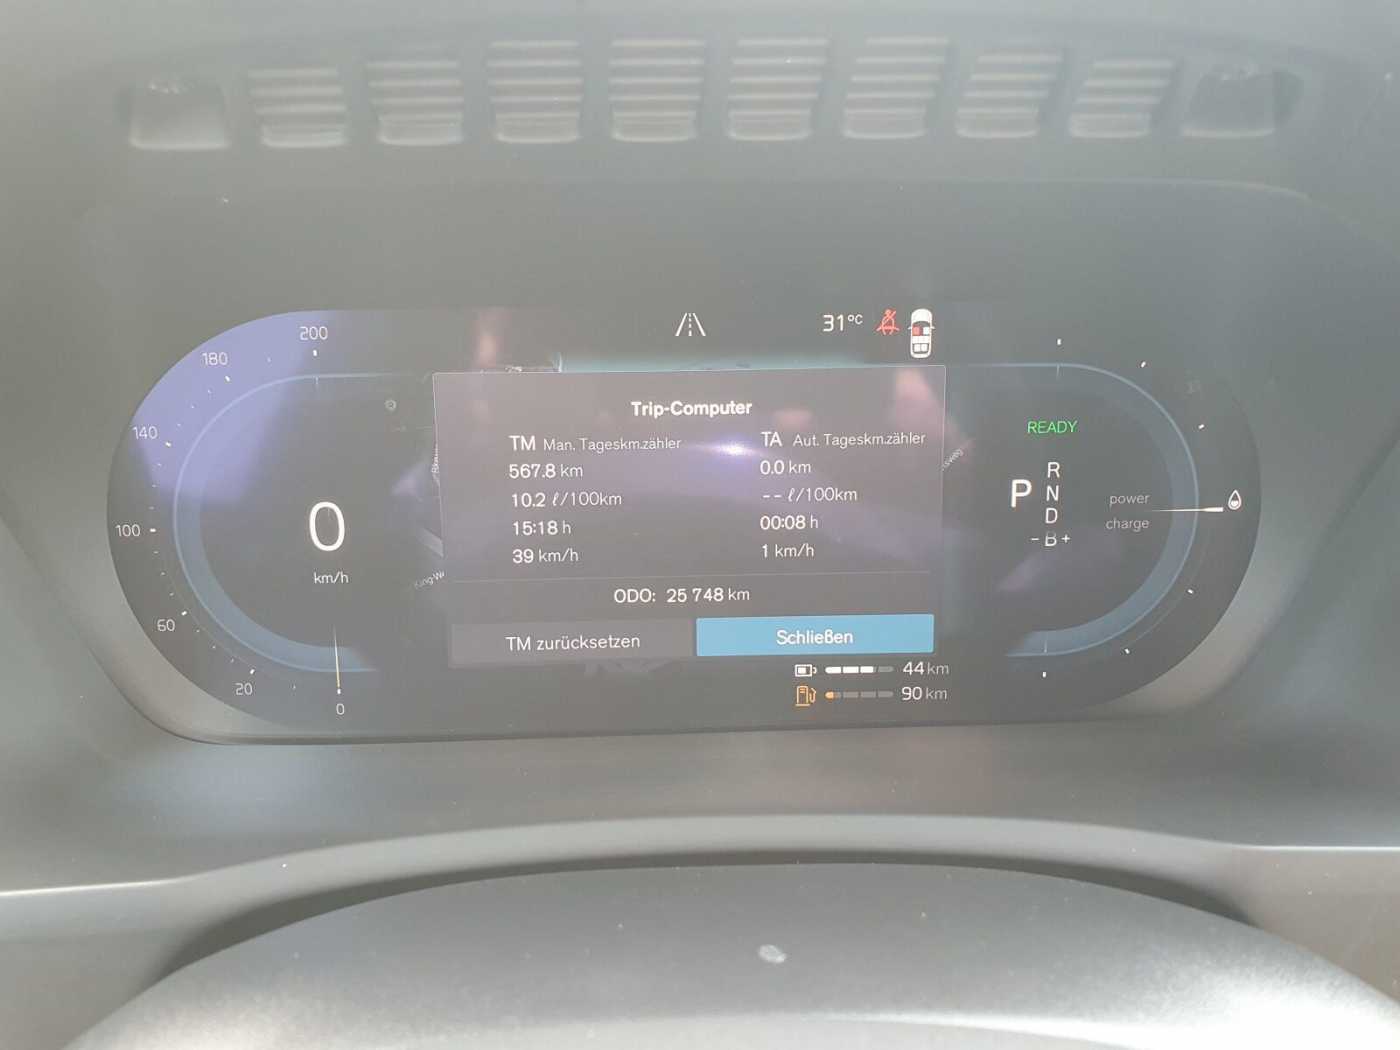 200
180
140
100
60
20
0
0
km/h
31°C
Trip-Computer
TM Man. Tageskm.zähler
567.8 km
10.2 ℓ/100km
15:18 h
39 km/h
TA Aut. Tageskm.zähler
0.0 km
-- ℓ/100km
00:08 h
1 km/h
ODO: 25 748 km
TM zurücksetzen
Schließen
44 km
90 km
READY
P
R
N
D
- B +
power
charge